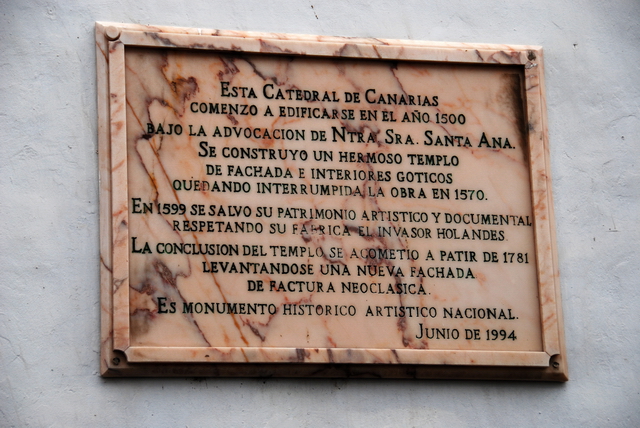 ESTA CATEDRAL DE CANARIAS
COMENZO A EDIFICARSE EN EL AÑO 1500
BAJO LA ADVOCACION DE NTRA. SRA. SANTA ANA.
SE CONSTRUYO UN HERMOSO TEMPLO
DE FACHADA E INTERIORES GOTICOS
QUEDANDO INTERRUMPIDA LA OBRA EN 1570.
EN 1599 SE SALVO SU PATRIMONIO ARTISTICO Y DOCUMENTAL
RESPETANDO SU FABRICA EL INVASOR HOLANDES.
LA CONCLUSION DEL TEMPLO SE ACOMETIO A PATIR DE 1781
LEVANTANDOSE UNA NUEVA FACHADA
DE FACTURA NEOCLASICA.
ES MONUMENTO HISTORICO ARTISTICO NACIONAL.
JUNIO DE 1994